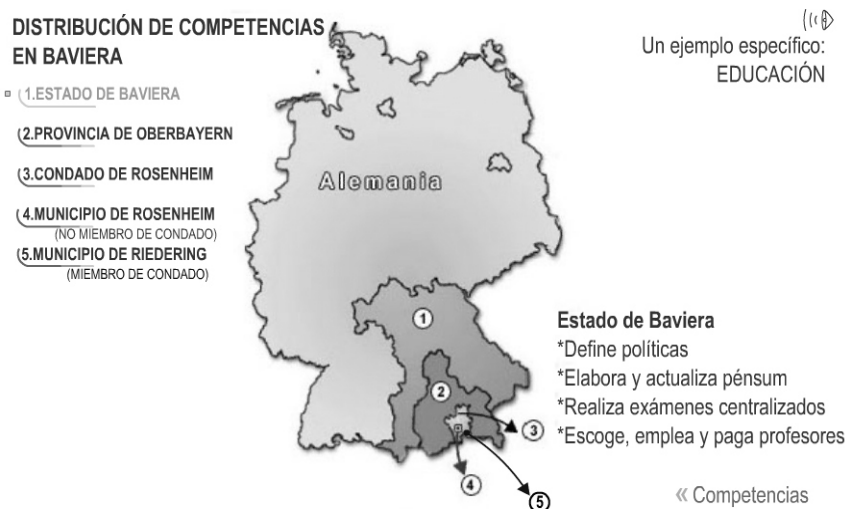 DISTRIBUCIÓN DE COMPETENCIAS
EN BAVIERA
1.ESTADO DE BAVIERA
2.PROVINCIA DE OBERBAYERN
3.CONDADO DE ROSENHEIM
4.MUNICIPIO DE ROSENHEIM
(NO MIEMBRO DE CONDADO)
5.MUNICIPIO DE RIEDERING
(MIEMBRO DE CONDADO)
Un ejemplo específico:
EDUCACIÓN
Alemania
1
2
3
4
5
Estado de Baviera
*Define políticas
*Elabora y actualiza pénsum
*Realiza exámenes centralizados
*Escoge, emplea y paga profesores
« Competencias